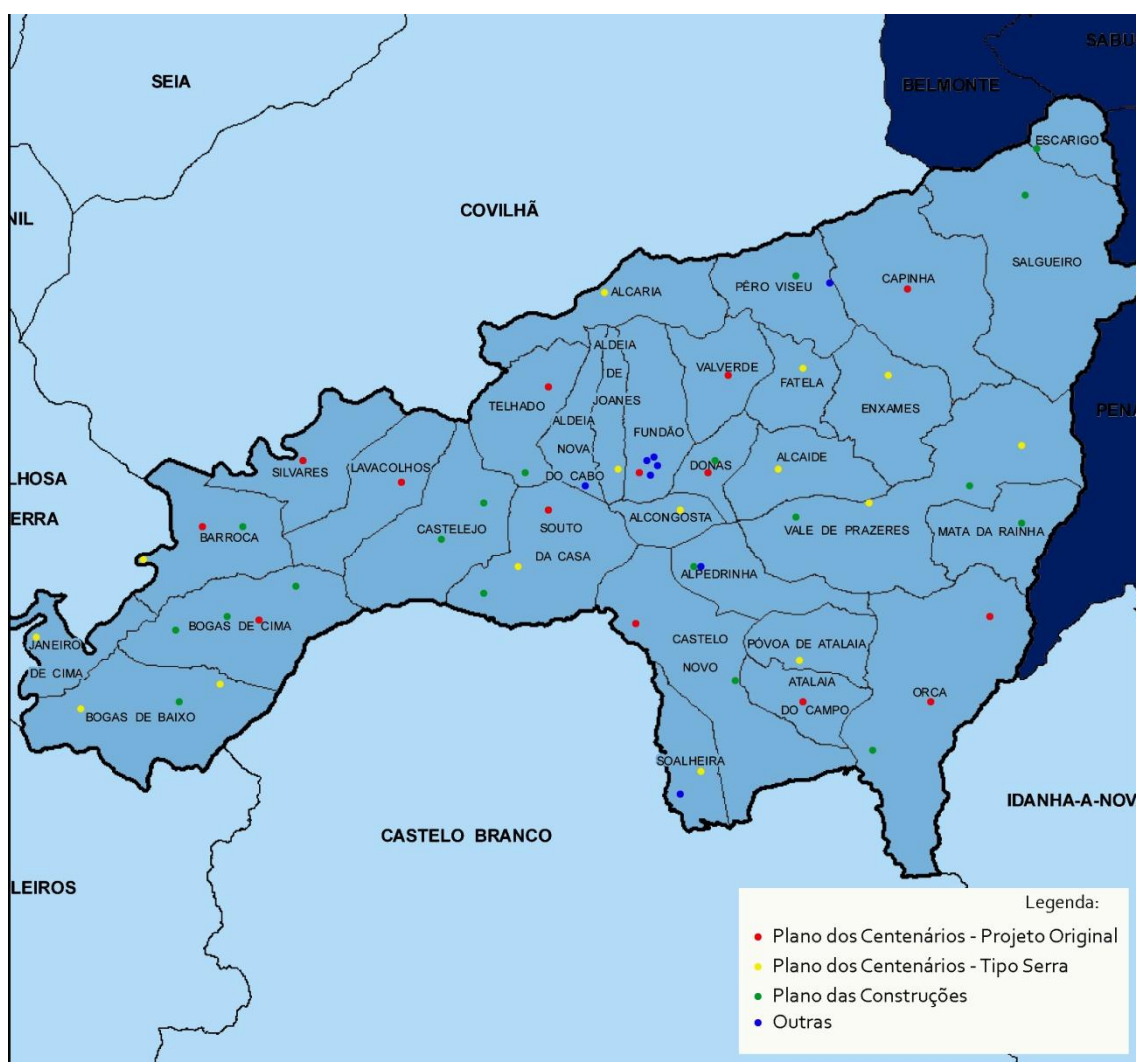 SEIA
BELMONTE
SABU
ESCARIGO
NIL
COVILHÃ
SALGUEIRO
CAPINHA
PÊRO VISEU
ALCARIA
ALDEIA
DE
JOANES
VALVERDE
FATELA
ENXAMES
TELHADO
ALDEIA
NOVA
DO CABO
FUNDÃO
PENA
SILVARES
LAVACOLHOS
DONAS
ALCAIDE
LHOSA
ERRA
BARROCA
CASTELEJO
SOUTO
DA CASA
ALCONGOSTA
VALE DE PRAZERES
MATA DA RAINHA
ALPEDRINHA
JANEIRO
DE CIMA
BOGAS DE CIMA
CASTELO
NOVO
PÓVOA DE ATALAIA
ATALAIA
DO CAMPO
ORCA
BOGAS DE BAIXO
SOALHEIRA
IDANHA-A-NOV
CASTELO BRANCO
LEIROS
Legenda:
Plano dos Centenários - Projeto Original
Plano dos Centenários - Tipo Serra
Plano das Construções
Outras